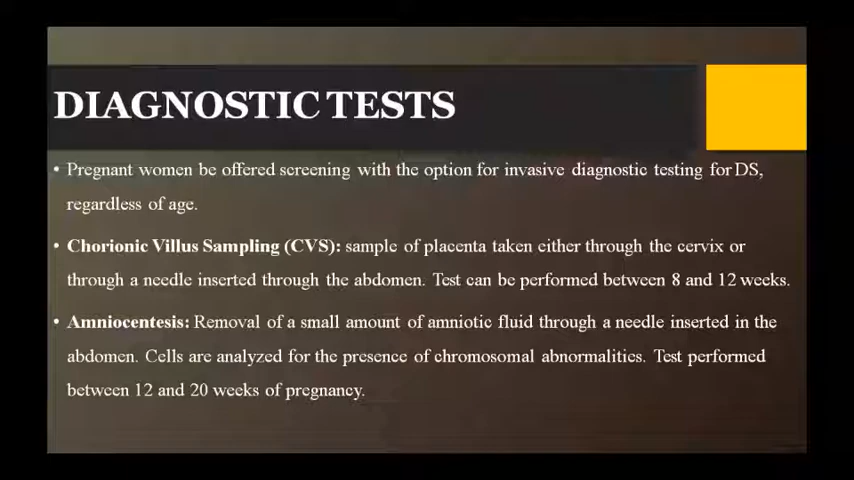 DIAGNOSTIC TESTS
• Pregnant women be offered screening with the option for invasive diagnostic testing for DS,
regardless of age.
• Chorionic Villus Sampling (CVS): sample of placenta taken either through the cervix or
through a needle inserted through the abdomen. Test can be performed between 8 and 12 weeks.
• Amniocentesis: Removal of a small amount of amniotic fluid through a needle inserted in the
abdomen. Cells are analyzed for the presence of chromosomal abnormalities. Test performed
between 12 and 20 weeks of pregnancy.